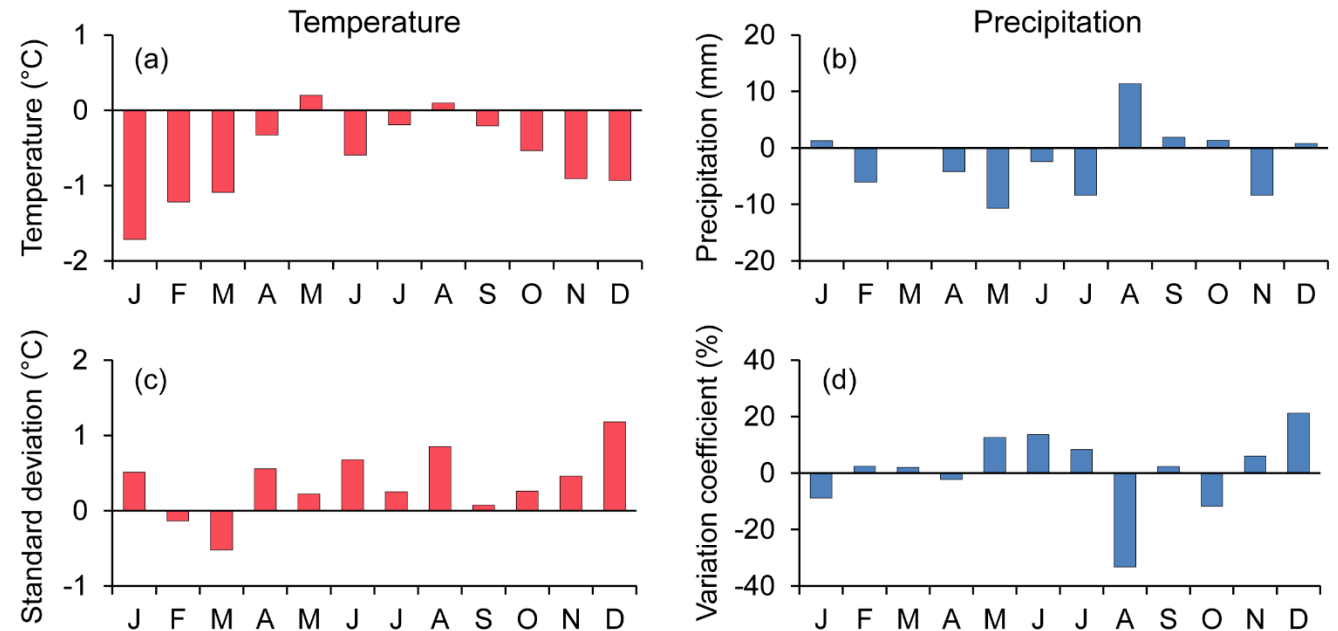 Temperature
(a)
Temperature (°C)
1
0
-1
-2
J F M A M J J A S O N D
Precipitation
(b)
Precipitation (mm)
20
10
0
-10
-20
J F M A M J J A S O N D
(c)
Standard deviation (°C)
2
1
0
-1
J F M A M J J A S O N D
(d)
Variation coefficient (%)
40
20
0
-20
-40
J F M A M J J A S O N D